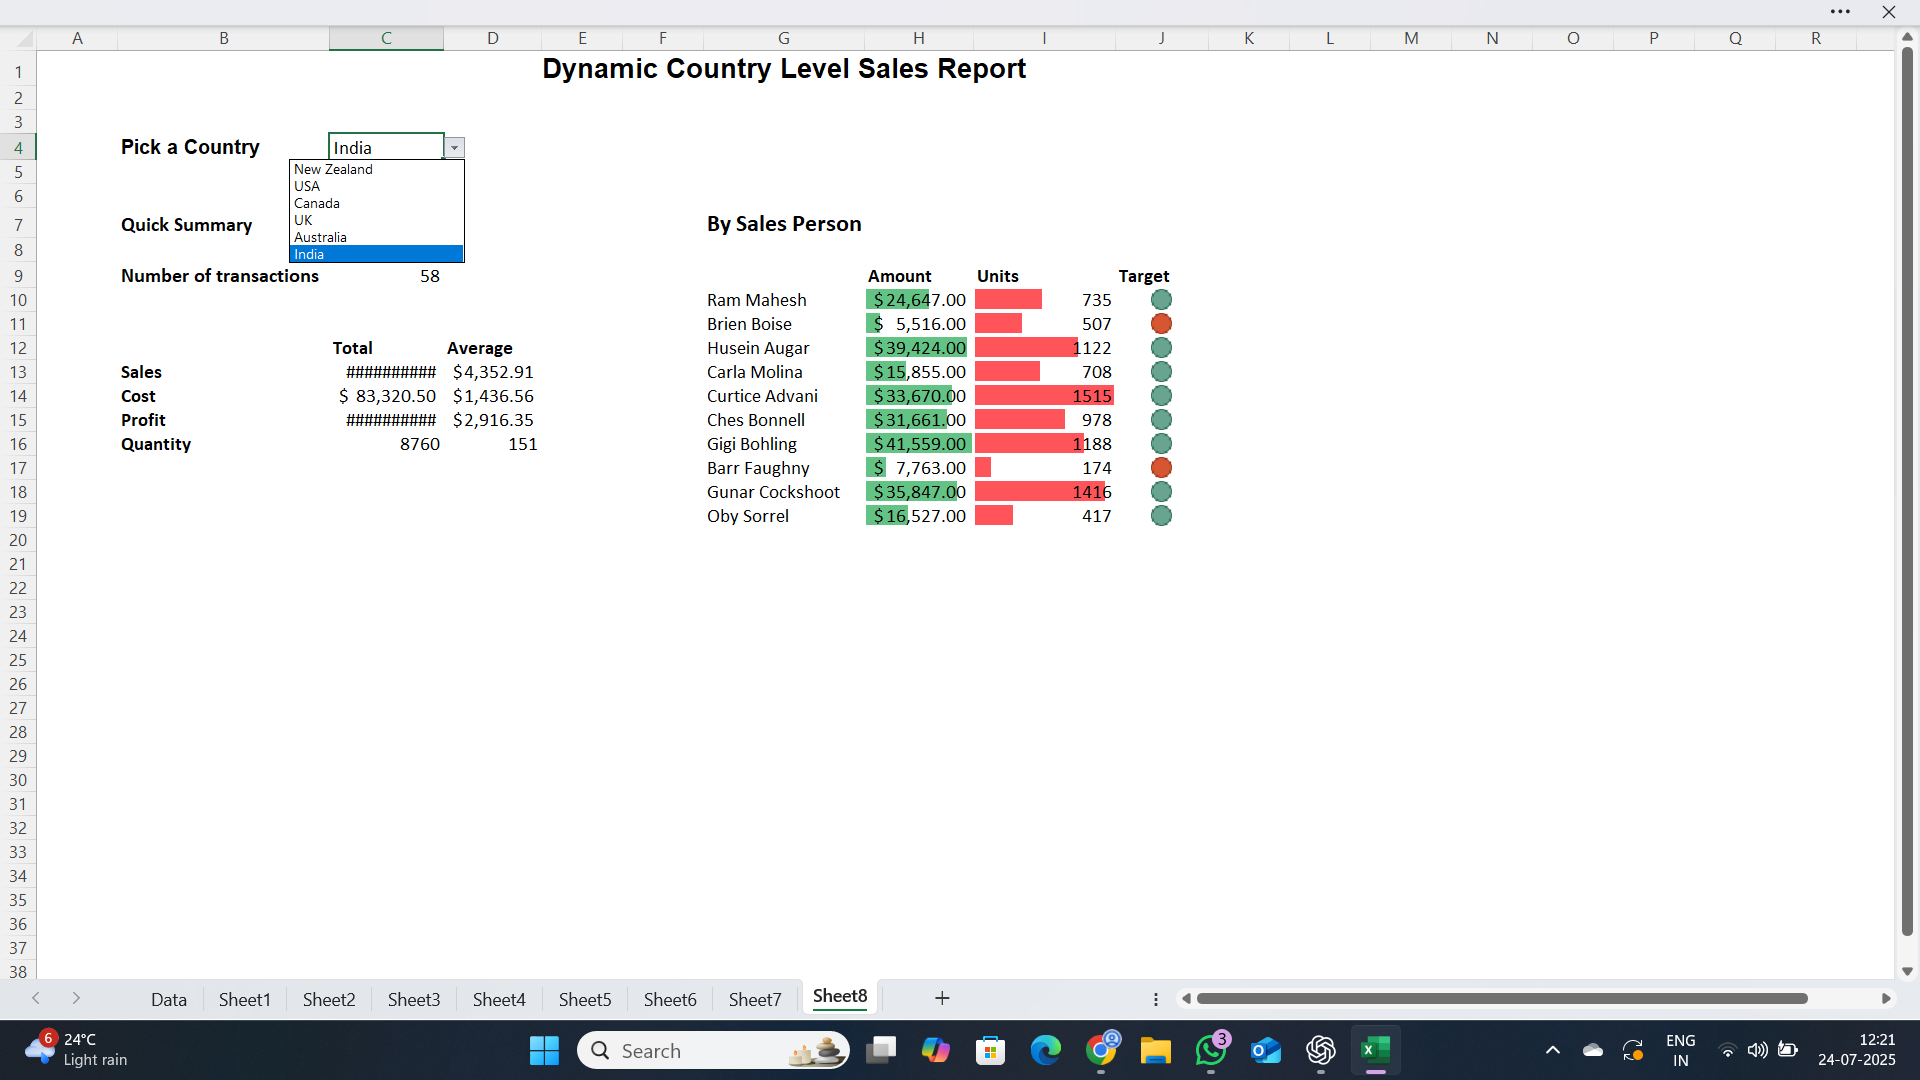 A B C D E F G H I J K L M N O P Q R
1 Dynamic Country Level Sales Report
2
3
4 Pick a Country India
5 New Zealand
USA
6 Canada
UK
7 Quick Summary Australia By Sales Person
8 India
9 Number of transactions 58 Amount Units Target
10 Ram Mahesh $24,647.00 735
11 Brien Boise $ 5,516.00 507
12 Total Average Husein Augar $39,424.00 1122
13 Sales ########## $4,352.91 Carla Molina $15,855.00 708
14 Cost $ 83,320.50 $1,436.56 Curtice Advani $33,670.00 1515
15 Profit ########## $2,916.35 Ches Bonnell $31,661.00 978
16 Quantity 8760 151 Gigi Bohling $41,559.00 1188
17 Barr Faughny $ 7,763.00 174
18 Gunar Cockshoot $35,847.00 1416
19 Oby Sorrel $16,527.00 417
20
21
22
23
24
25
26
27
28
29
30
31
32
33
34
35
36
37
38
Data Sheet1 Sheet2 Sheet3 Sheet4 Sheet5 Sheet6 Sheet7 Sheet8
6 24°C Search 3 ENG 12:21
Light rain IN 24-07-2025